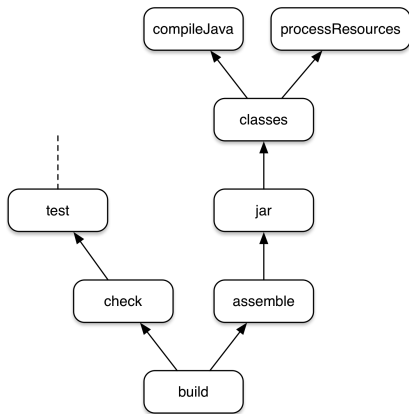 compileJava
processResources
classes
test
jar
check
assemble
build